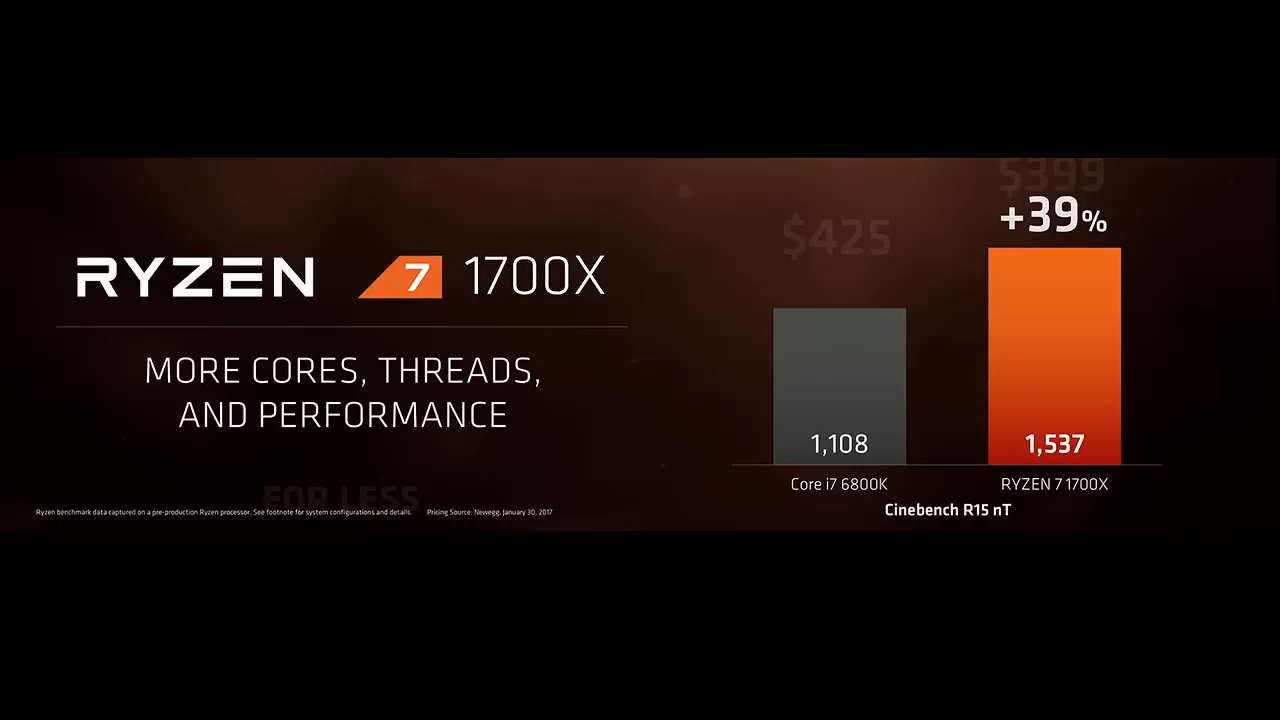 RYZEN 7 1700X
MORE CORES, THREADS,
AND PERFORMANCE
FOR LESS
Ryzen benchmark data captured on a pre-production Ryzen processor. See footnote for system configurations and details. Pricing Source: Newegg, January 30, 2017
$399
+39%
$425
1,108
1,537
Core i7 6800K
RYZEN 7 1700X
Cinebench R15 nT